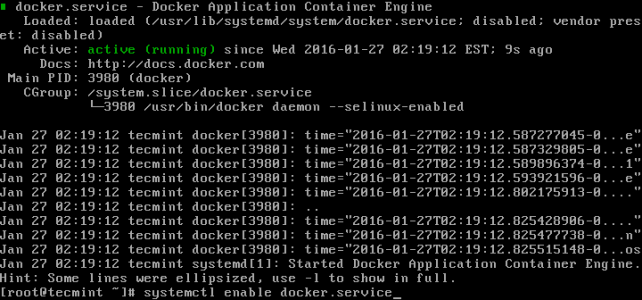 docker.service - Docker Application Container Engine
   Loaded: loaded (/usr/lib/systemd/system/docker.service; disabled; vendor pres
et: disabled)
   Active: active (running) since Wed 2016-01-27 02:19:12 EST; 9s ago
     Docs: http://docs.docker.com
 Main PID: 3980 (docker)
   CGroup: /system.slice/docker.service
           └─3980 /usr/bin/docker daemon --selinux-enabled

Jan 27 02:19:12 tecmint docker[3980]: time="2016-01-27T02:19:12.587277045-0...e"
Jan 27 02:19:12 tecmint docker[3980]: time="2016-01-27T02:19:12.587329805-0...e"
Jan 27 02:19:12 tecmint docker[3980]: time="2016-01-27T02:19:12.589896374-0...1"
Jan 27 02:19:12 tecmint docker[3980]: time="2016-01-27T02:19:12.593921596-0...e"
Jan 27 02:19:12 tecmint docker[3980]: time="2016-01-27T02:19:12.802175913-0...."
Jan 27 02:19:12 tecmint docker[3980]: ..
Jan 27 02:19:12 tecmint docker[3980]: time="2016-01-27T02:19:12.825428906-0...."
Jan 27 02:19:12 tecmint docker[3980]: time="2016-01-27T02:19:12.825477738-0...n"
Jan 27 02:19:12 tecmint docker[3980]: time="2016-01-27T02:19:12.825515148-0...os
Jan 27 02:19:12 tecmint systemd[1]: Started Docker Application Container Engine.
Hint: Some lines were ellipsized, use -l to show in full.
[root@tecmint ~]# systemctl enable docker.service_